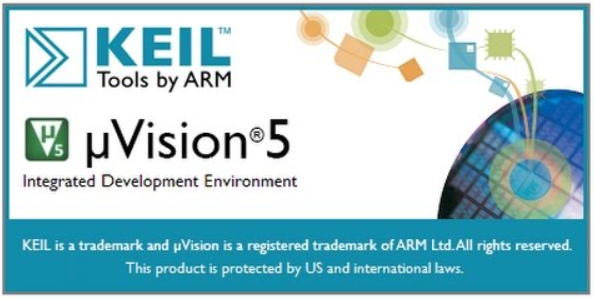 KEIL™
Tools by ARM
µ
V5
µVision®5
Integrated Development Environment
KEIL is a trademark and µVision is a registered trademark of ARM Ltd. All rights reserved.
This product is protected by US and international laws.